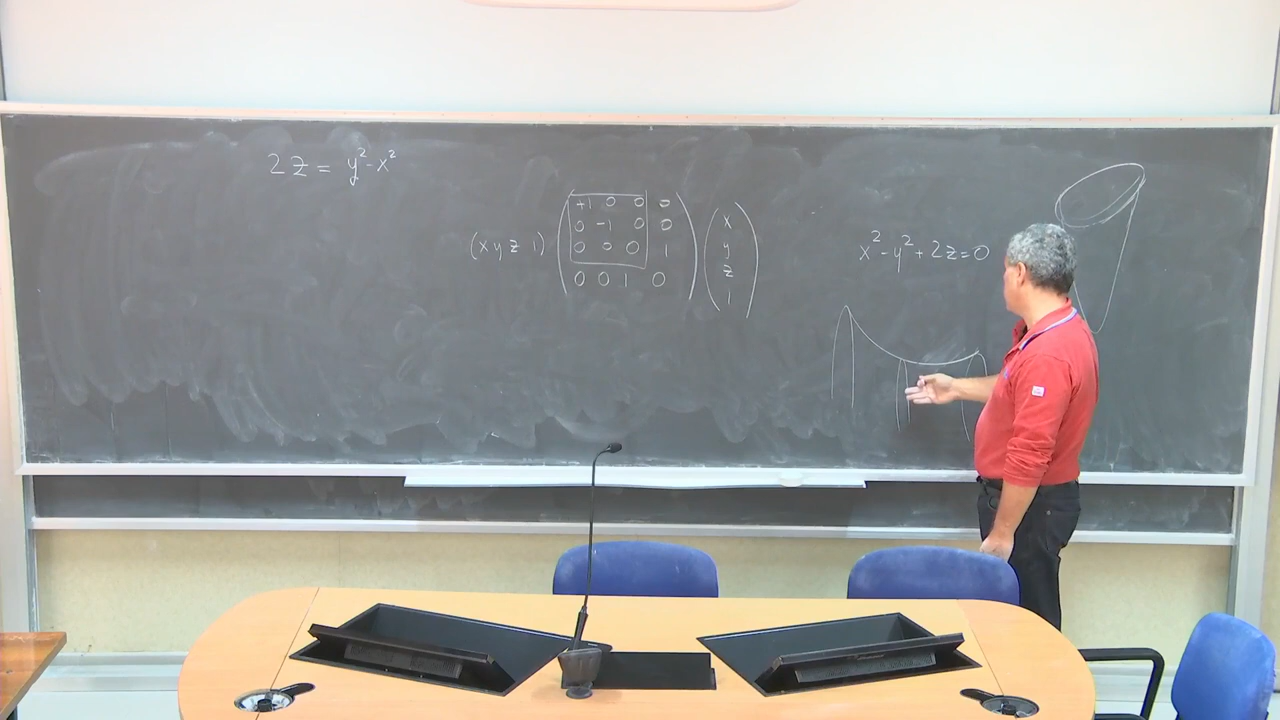 2z = y²-x²
(x y z 1) (+1 0 0 0
0 -1 0 0
0 0 0 1
0 0 1 0) (x
y
z
1)
x²-y²+2z=0